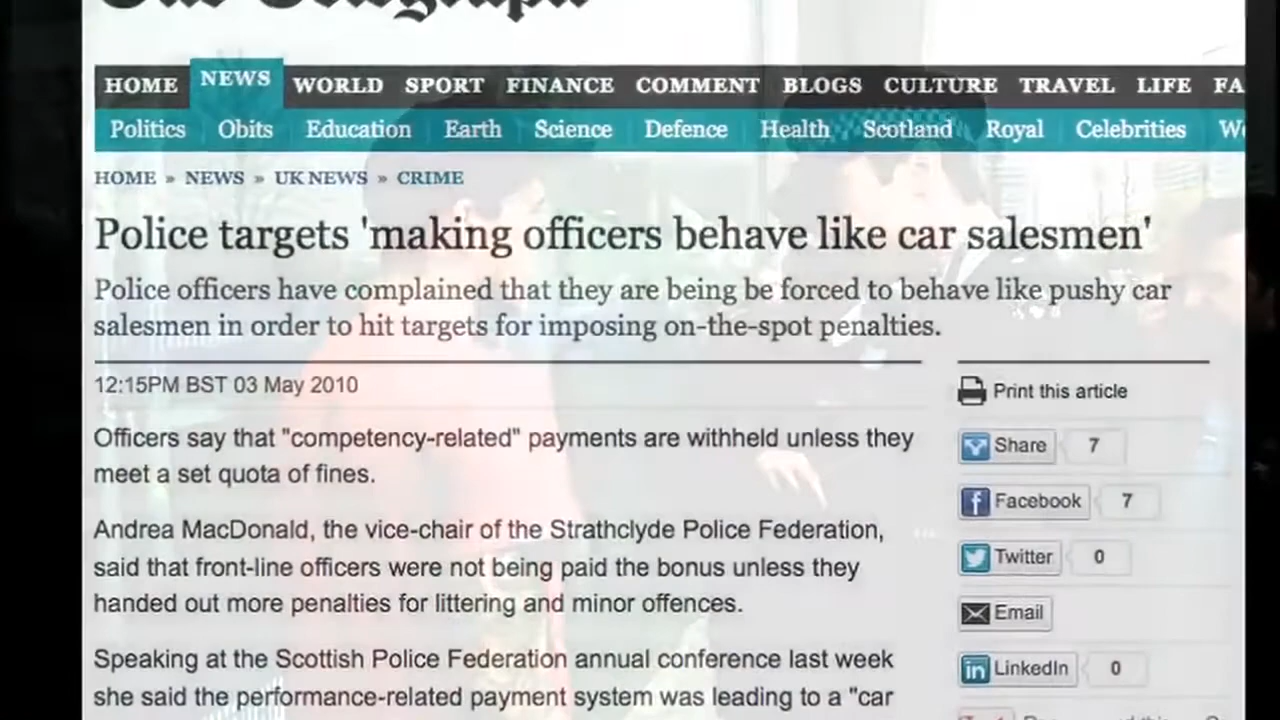 HOME NEWS WORLD SPORT FINANCE COMMENT BLOGS CULTURE TRAVEL LIFE FA
Politics Obits Education Earth Science Defence Health Scotland Royal Celebrities
HOME » NEWS » UK NEWS » CRIME
Police targets 'making officers behave like car salesmen'
Police officers have complained that they are being be forced to behave like pushy car
salesmen in order to hit targets for imposing on-the-spot penalties.
12:15PM BST 03 May 2010
Print this article
Officers say that "competency-related" payments are withheld unless they
meet a set quota of fines.
Share 7
Facebook 7
Andrea MacDonald, the vice-chair of the Strathclyde Police Federation,
said that front-line officers were not being paid the bonus unless they
handed out more penalties for littering and minor offences.
Twitter 0
Email
Speaking at the Scottish Police Federation annual conference last week
she said the performance-related payment system was leading to a "car
LinkedIn 0